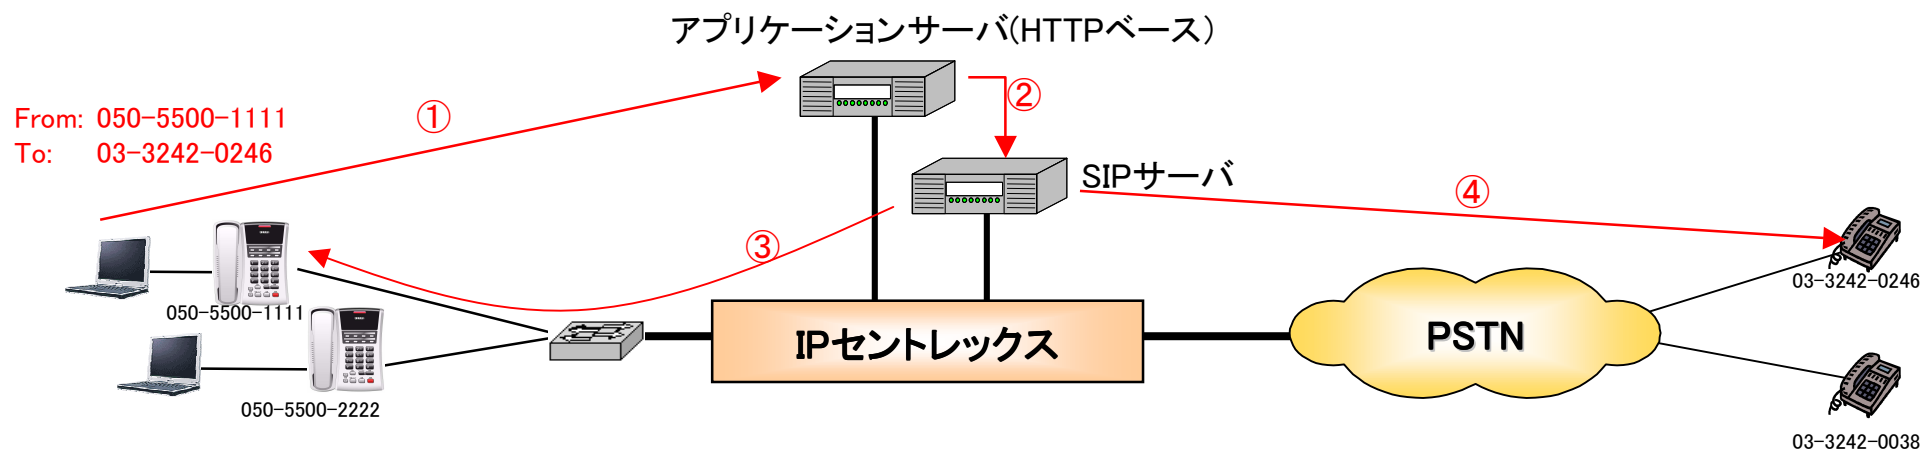 アプリケーションサーバ(HTTPベース)
From: 050-5500-1111
To: 03-3242-0246
①
②
SIPサーバ
③
④
050-5500-1111
03-3242-0246
IPセントレックス
PSTN
050-5500-2222
03-3242-0038